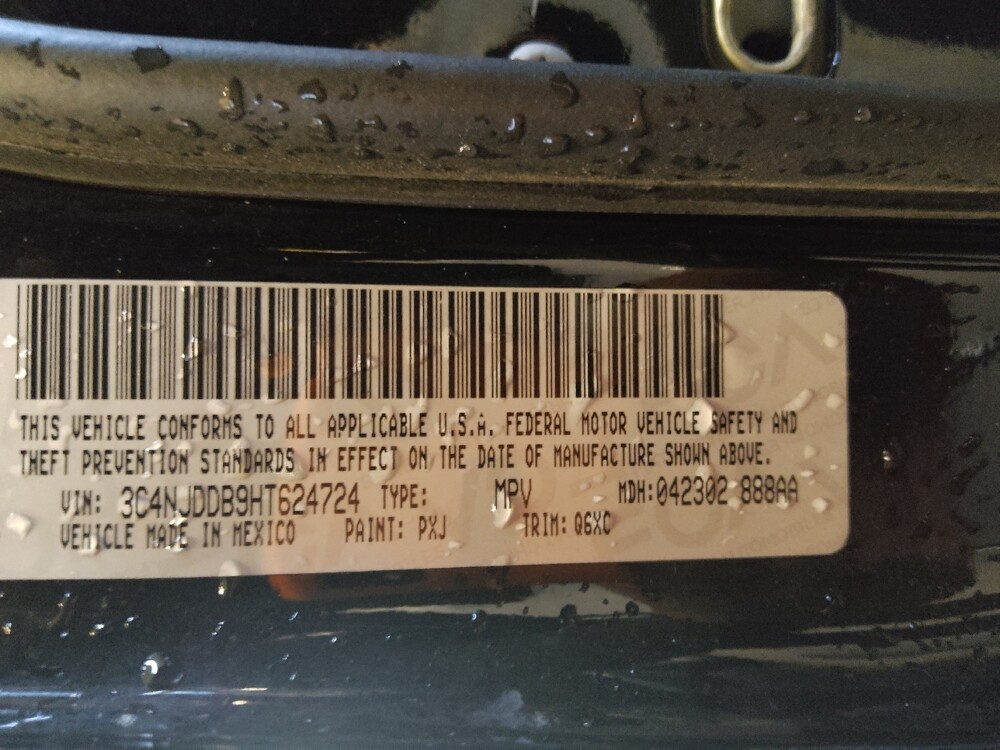 THIS VEHICLE CONFORMS TO ALL APPLICABLE U.S.A. FEDERAL MOTOR VEHICLE SAFETY AND
THEFT PREVENTION STANDARDS IN EFFECT ON THE DATE OF MANUFACTURE SHOWN ABOVE.
VIN: 3C4NJDDB9HT624724 TYPE: MPV MDH:042302 888AA
VEHICLE MADE IN MEXICO PAINT: PXJ TRIM: Q6XC